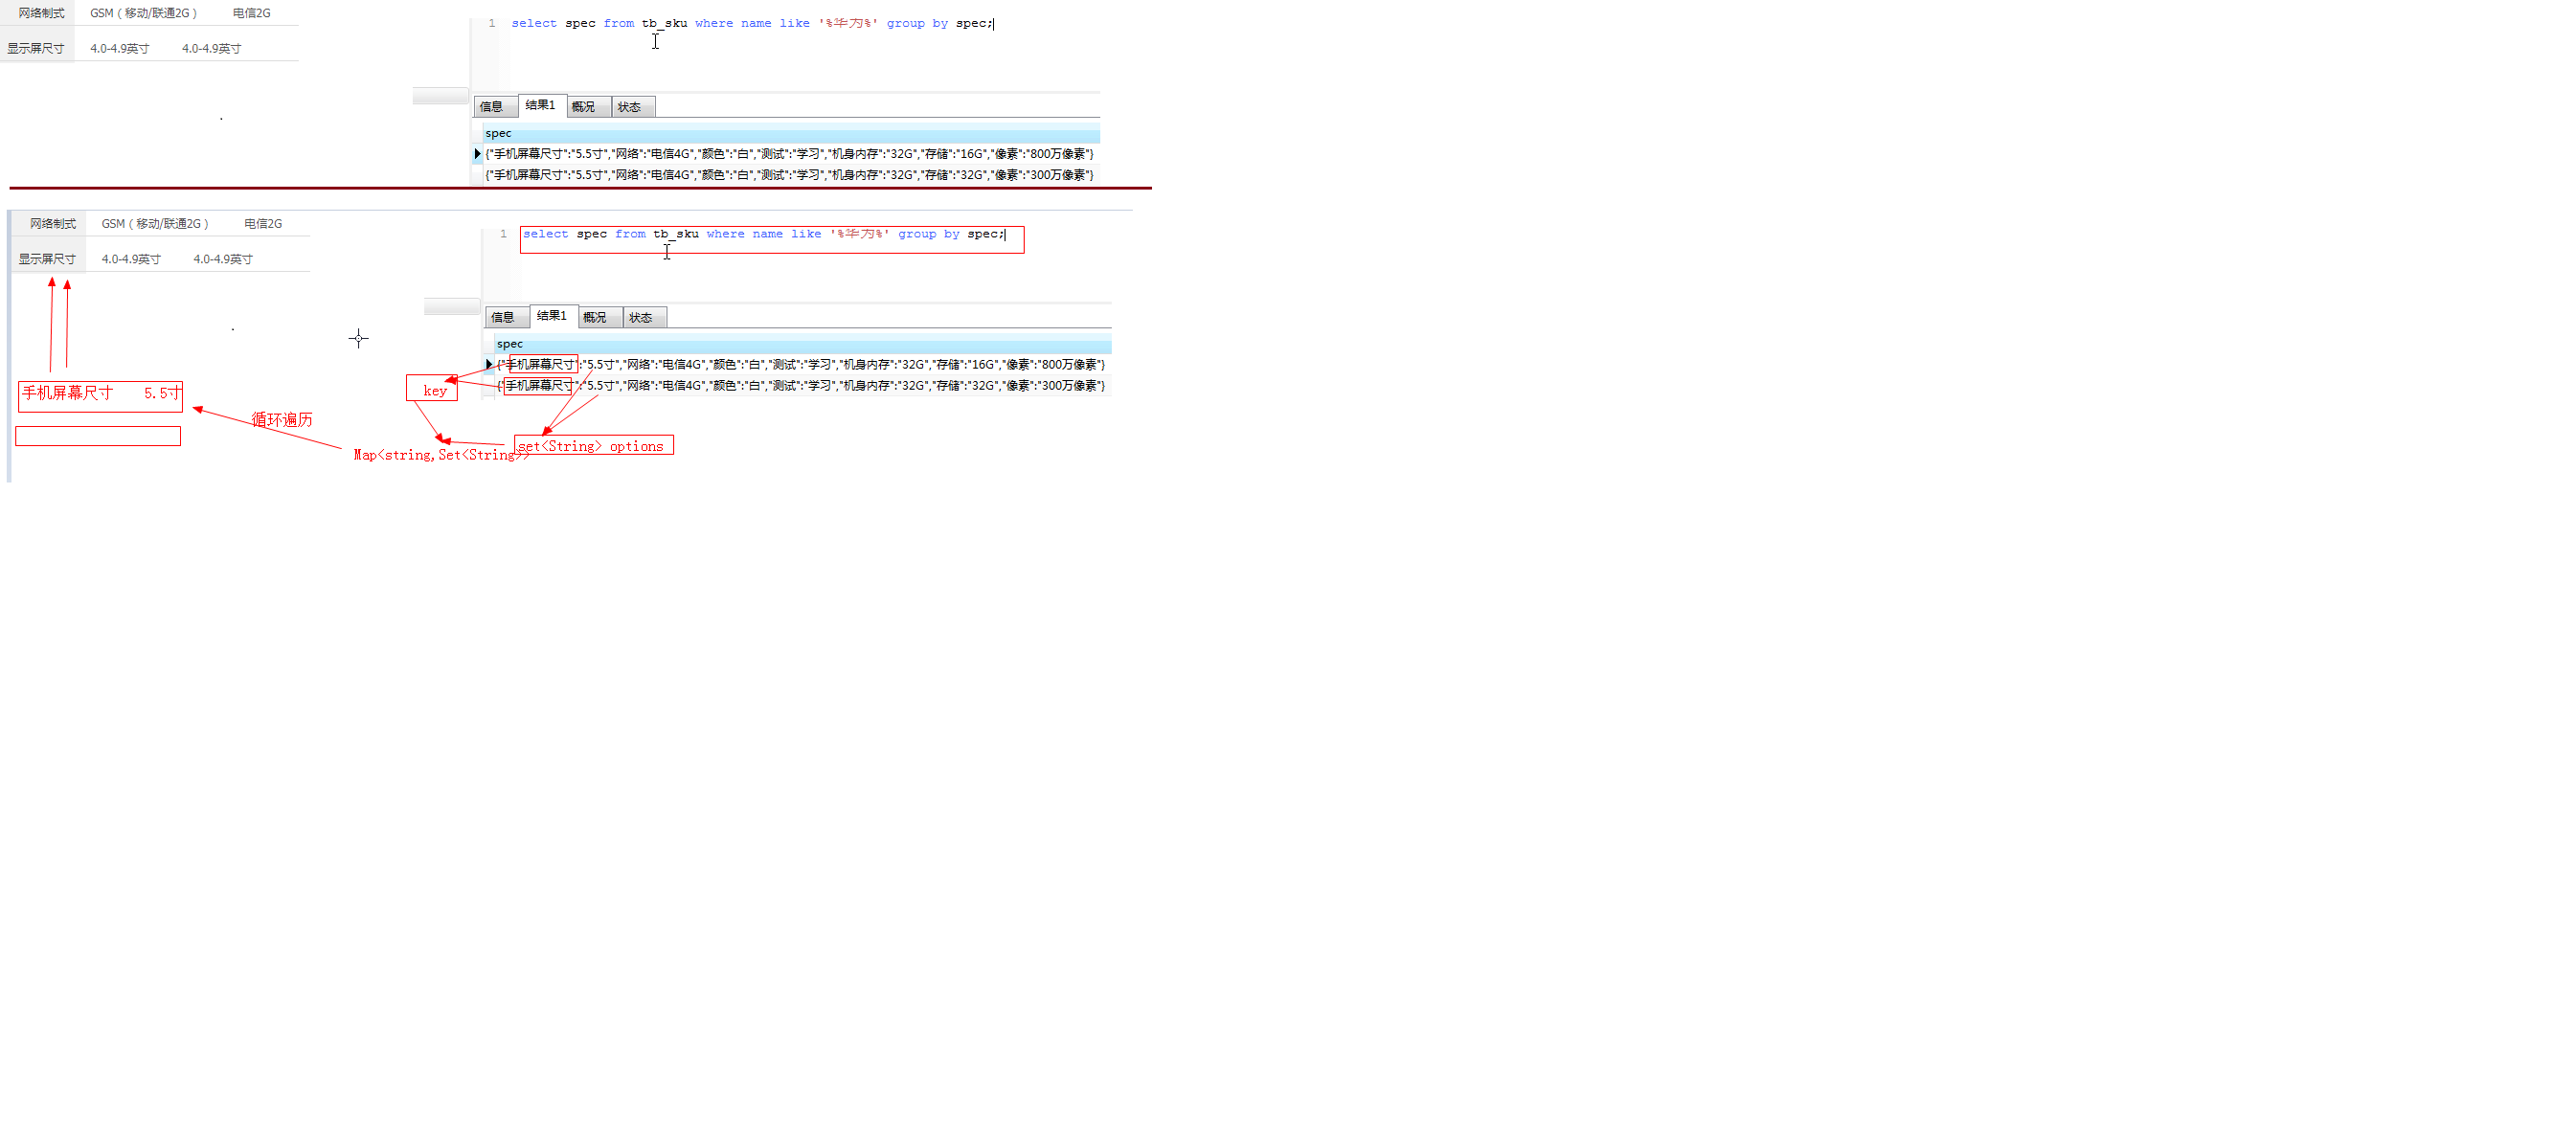 网络制式 GSM（移动/联通2G） 电信2G
显示屏尺寸 4.0-4.9英寸 4.0-4.9英寸
1 select spec from tb_sku where name like '%华为%' group by spec;
信息 结果1 概况 状态
spec
{"手机屏幕尺寸":"5.5寸","网络":"电信4G","颜色":"白","测试":"学习","机身内存":"32G","存储":"16G","像素":"800万像素"}
{"手机屏幕尺寸":"5.5寸","网络":"电信4G","颜色":"白","测试":"学习","机身内存":"32G","存储":"32G","像素":"300万像素"}
网络制式 GSM（移动/联通2G） 电信2G
显示屏尺寸 4.0-4.9英寸 4.0-4.9英寸
1 select spec from tb_sku where name like '%华为%' group by spec;
信息 结果1 概况 状态
spec
{"手机屏幕尺寸":"5.5寸","网络":"电信4G","颜色":"白","测试":"学习","机身内存":"32G","存储":"16G","像素":"800万像素"}
{"手机屏幕尺寸":"5.5寸","网络":"电信4G","颜色":"白","测试":"学习","机身内存":"32G","存储":"32G","像素":"300万像素"}
key
手机屏幕尺寸 5.5寸
循环遍历
set<String> options
Map<string,Set<String>>